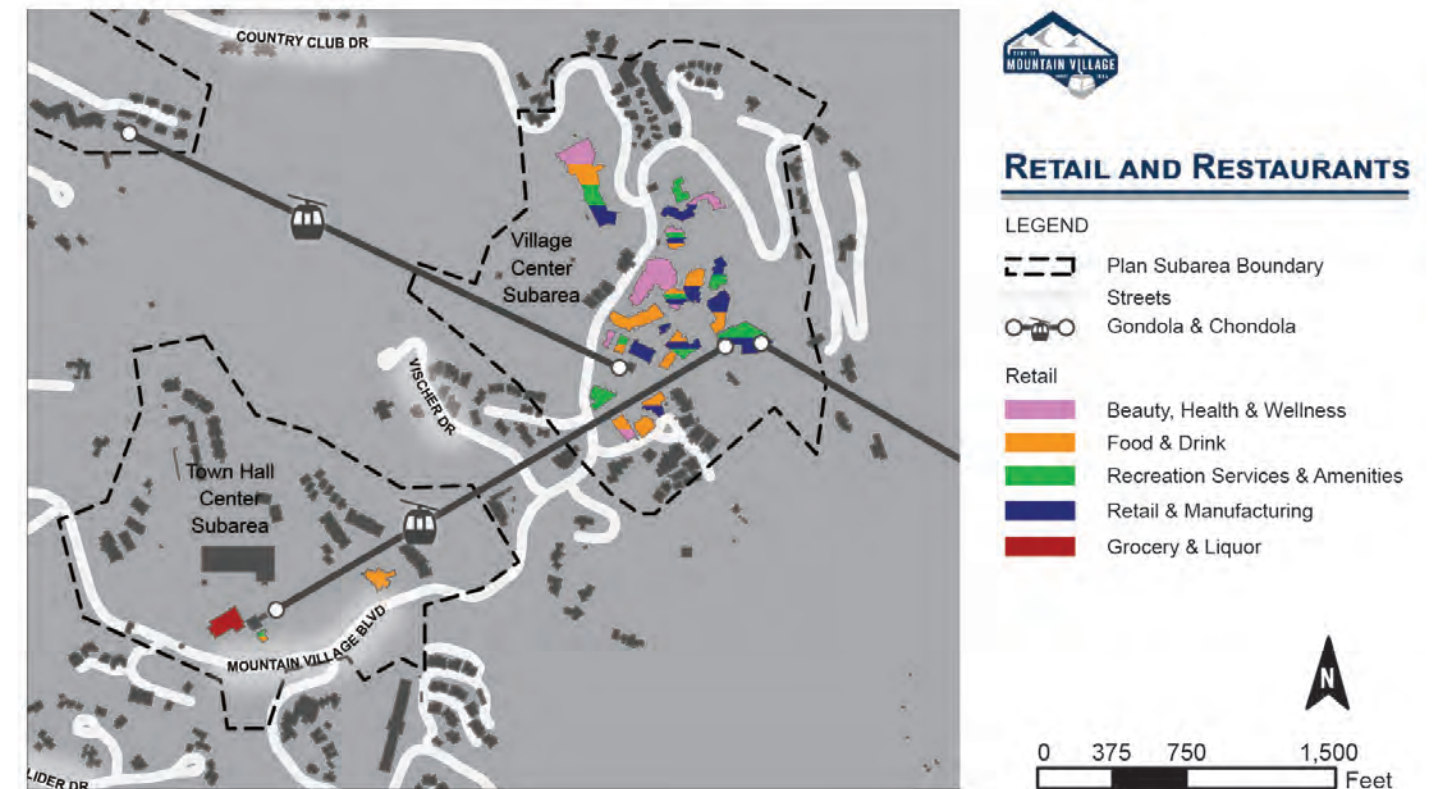 COUNTRY CLUB DR
Village
Center
Subarea
VISCHER DR
Town Hall
Center
Subarea
MOUNTAIN VILLAGE BLVD
LIDER DR
MOUNTAIN VILLAGE
RETAIL AND RESTAURANTS
LEGEND
Plan Subarea Boundary
Streets
Gondola & Chondola
Retail
Beauty, Health & Wellness
Food & Drink
Recreation Services & Amenities
Retail & Manufacturing
Grocery & Liquor
N
0 375 750 1,500
Feet